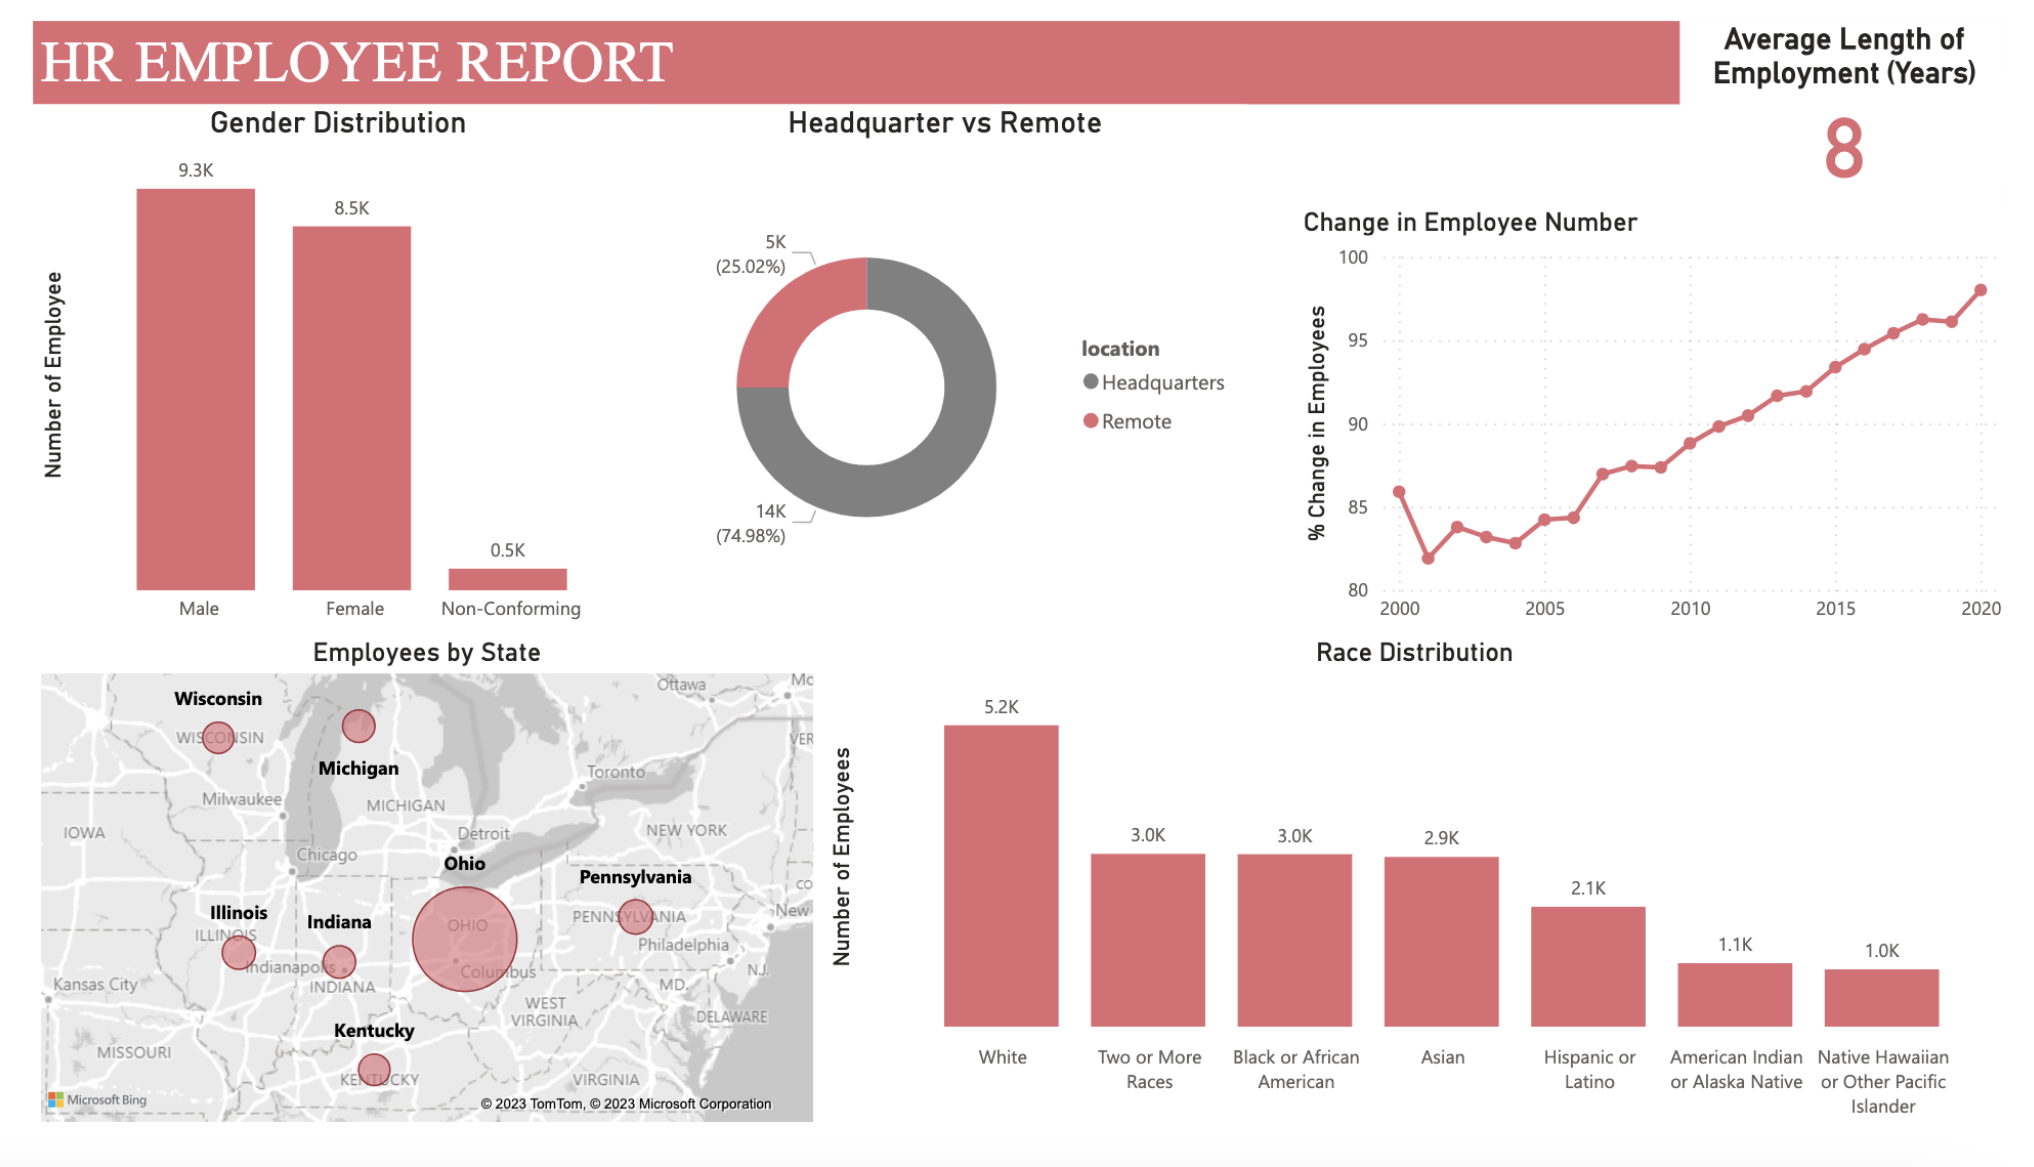 HR EMPLOYEE REPORT
Average Length of
Employment (Years)
8
Gender Distribution
Number of Employee
9.3K
8.5K
0.5K
Male
Female
Non-Conforming
Headquarter vs Remote
5K
(25.02%)
14K
(74.98%)
location
Headquarters
Remote
Change in Employee Number
% Change in Employees
100
95
90
85
80
2000
2005
2010
2015
2020
Employees by State
Wisconsin
WISCONSIN
Michigan
MICHIGAN
Ottawa
Mo
VER
Toronto
Milwaukee
IOWA
Detroit
NEW YORK
Chicago
Ohio
OHIO
Pennsylvania
PENNSYLVANIA
CO
New
Illinois
ILLINOIS
Indiana
Indianapolis
INDIANA
Columbus
Philadelphia
N.J.
MD.
Kansas City
WEST
VIRGINIA
DELAWARE
Kentucky
KENTUCKY
MISSOURI
VIRGINIA
Microsoft Bing
© 2023 TomTom, © 2023 Microsoft Corporation
Race Distribution
Number of Employees
5.2K
3.0K
3.0K
2.9K
2.1K
1.1K
1.0K
White
Two or More
Races
Black or African
American
Asian
Hispanic or
Latino
American Indian
or Alaska Native
Native Hawaiian
or Other Pacific
Islander